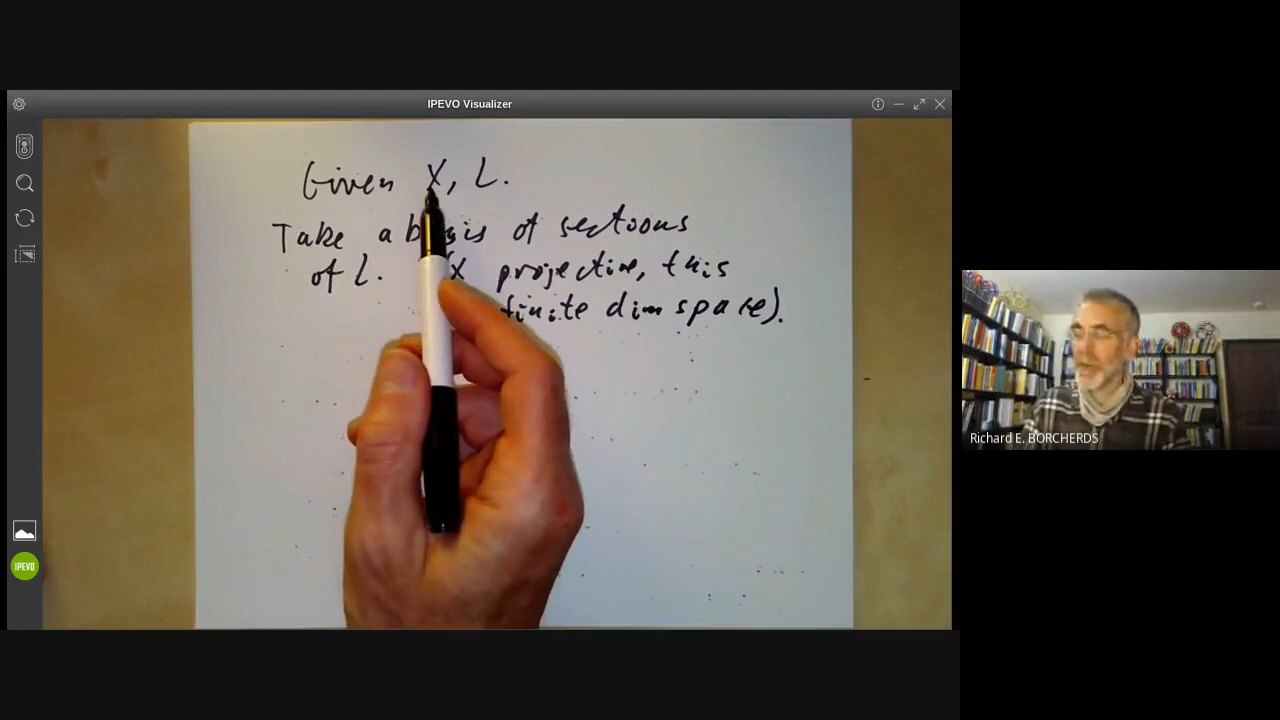 IPEVO Visualizer
Given X, L.
Take a basis of sections
of L. X projective, this
finite dim space).
IPEVO
Richard E. BORCHERDS